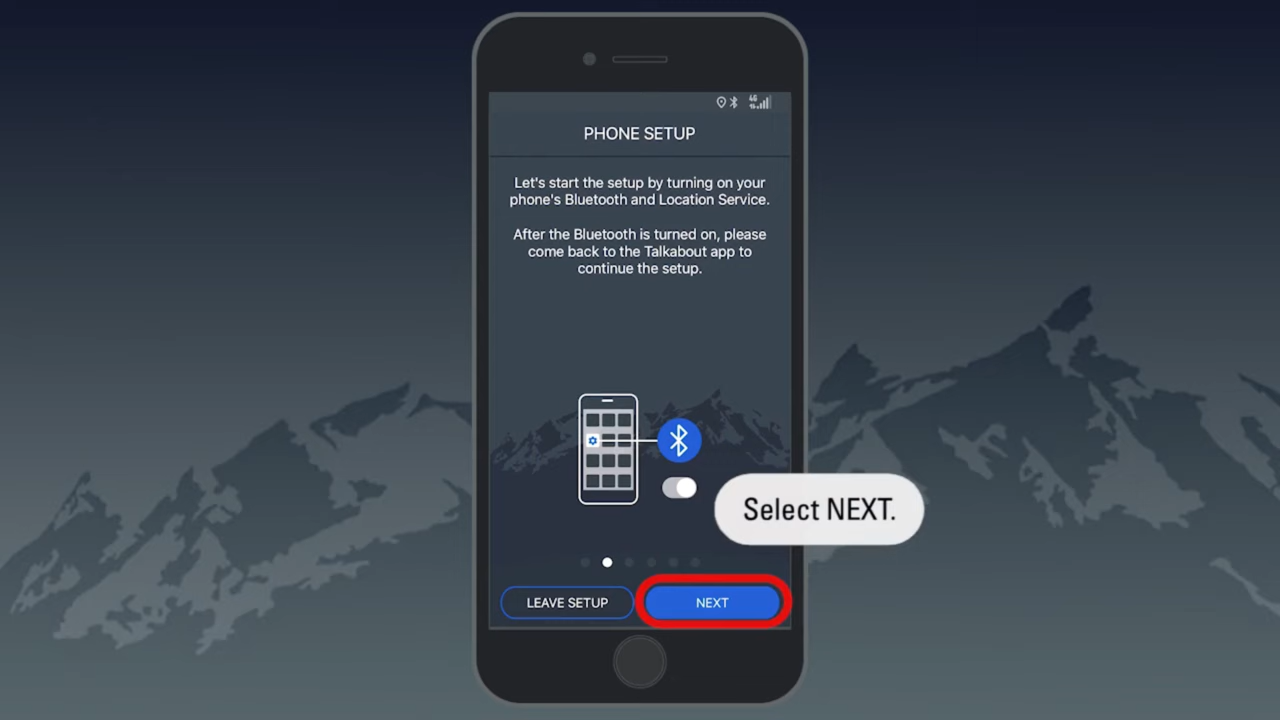 4G
PHONE SETUP
Let's start the setup by turning on your
phone's Bluetooth and Location Service.
After the Bluetooth is turned on, please
come back to the Talkabout app to
continue the setup.
Select NEXT.
LEAVE SETUP
NEXT